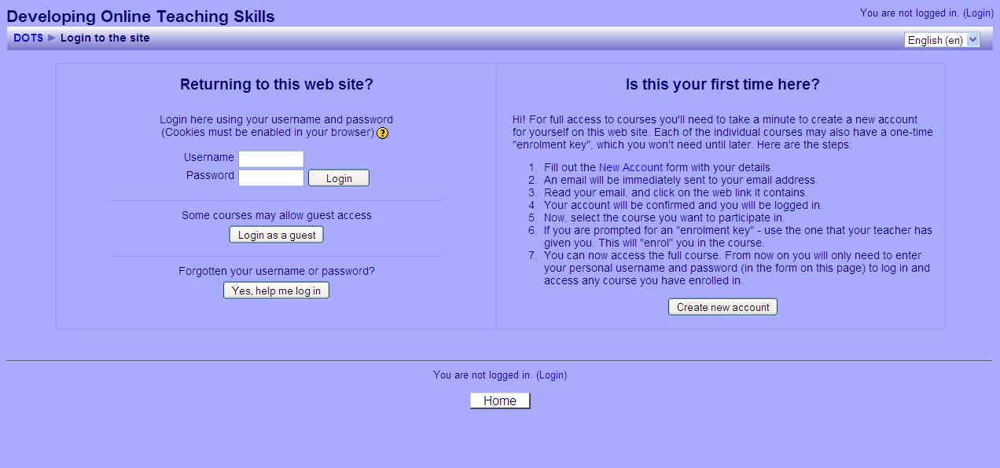 Developing Online Teaching Skills
You are not logged in. (Login)
DOTS ► Login to the site
English (en)
Returning to this web site?
Login here using your username and password
(Cookies must be enabled in your browser) ?
Username
Password
Login
Some courses may allow guest access
Login as a guest
Forgotten your username or password?
Yes, help me log in
Is this your first time here?
Hi! For full access to courses you'll need to take a minute to create a new account
for yourself on this web site. Each of the individual courses may also have a one-time
"enrolment key", which you won't need until later. Here are the steps:
1. Fill out the New Account form with your details.
2. An email will be immediately sent to your email address.
3. Read your email, and click on the web link it contains.
4. Your account will be confirmed and you will be logged in.
5. Now, select the course you want to participate in.
6. If you are prompted for an "enrolment key" - use the one that your teacher has
given you. This will "enrol" you in the course.
7. You can now access the full course. From now on you will only need to enter
your personal username and password (in the form on this page) to log in and
access any course you have enrolled in.
Create new account
You are not logged in. (Login)
Home